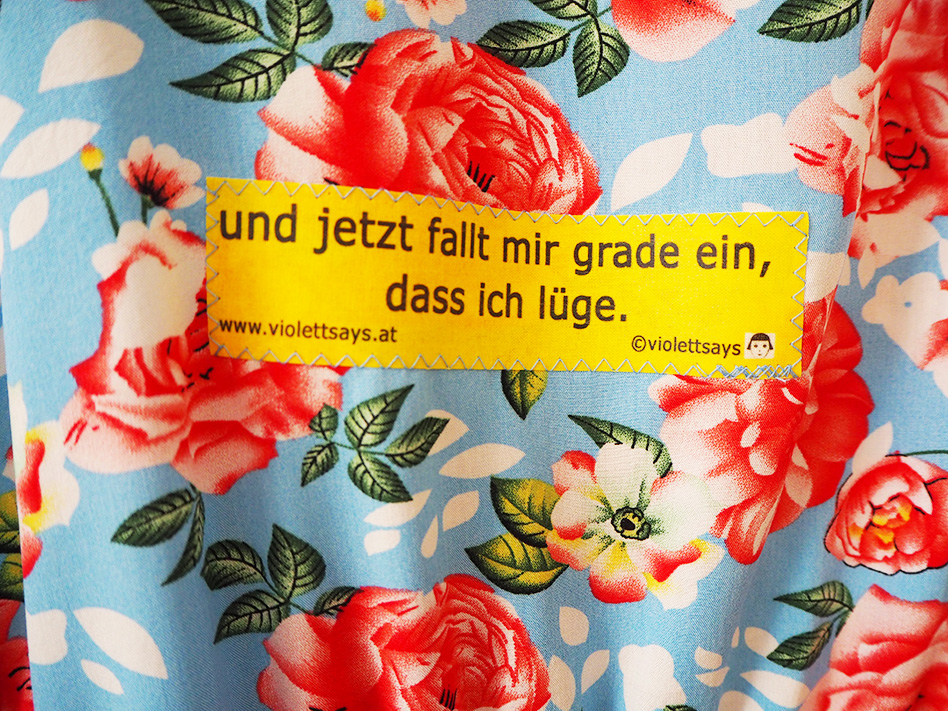 und jetzt fallt mir grade ein,
dass ich lüge.
www.violettsays.at
©violettsays